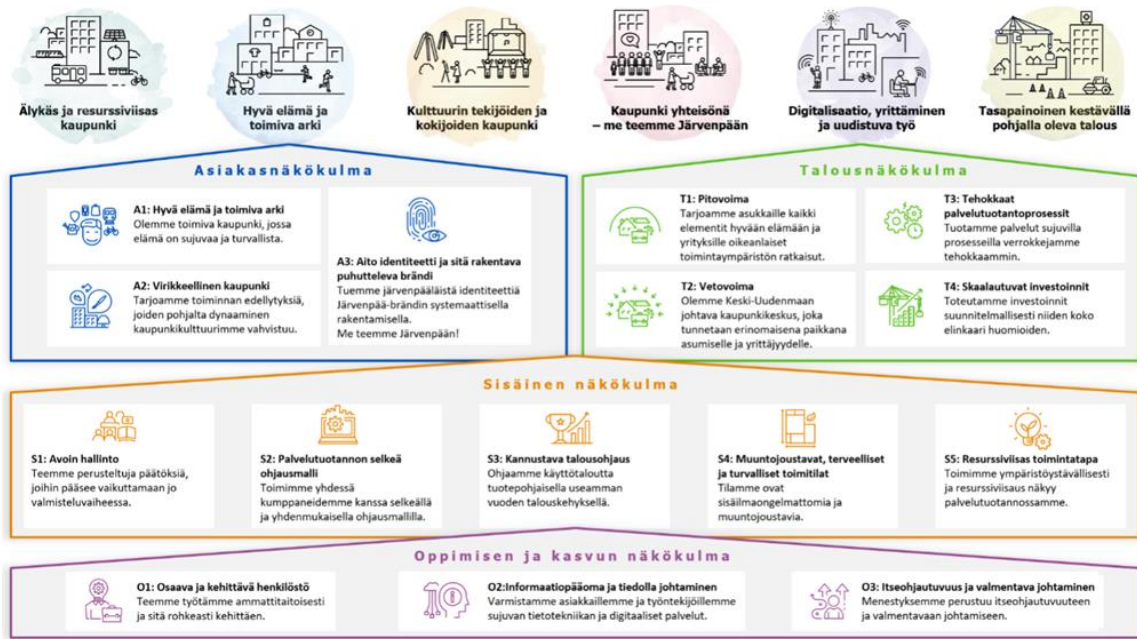 Älykäs ja resurssiviisas
kaupunki
Hyvä elämä ja
toimiva arki
Kulttuurin tekijöiden ja
kokijoiden kaupunki
Kaupunki yhteisönä
– me teemme Järvenpään
Digitalisaatio, yrittäminen
ja uudistuva työ
Tasapainoinen kestävällä
pohjalla oleva talous
Asiakasnäkökulma
A1: Hyvä elämä ja toimiva arki
Olemme toimiva kaupunki, jossa
elämä on sujuvaa ja turvallista.
A2: Virikkeellinen kaupunki
Tarjoamme toiminnan edellytyksiä,
joiden pohjalta dynaaminen
kaupunkikulttuurimme vahvistuu.
A3: Aito identiteetti ja sitä rakentava
puhutteleva brändi
Tuemme järvenpääläistä identiteettiä
Järvenpää-brändin systemaattisella
rakentamisella.
Me teemme Järvenpään!
Talousnäkökulma
T1: Pitovoima
Tarjoamme asukkaille kaikki
elementit hyvään elämään ja
yrityksille oikeanlaiset
toimintaympäristön ratkaisut.
T2: Vetovoima
Olemme Keski-Uudenmaan
johtava kaupunkikeskus, joka
tunnetaan erinomaisena paikkana
asumiselle ja yrittäjyydelle.
T3: Tehokkaat
palvelutuotantoprosessit
Tuotamme palvelut sujuvilla
prosesseilla verrokkejamme
tehokkaammin.
T4: Skaalautuvat investoinnit
Toteutamme investoinnit
suunnitelmallisesti niiden koko
elinkaari huomioiden.
Sisäinen näkökulma
S1: Avoin hallinto
Teemme perusteltuja päätöksiä,
joihin pääsee vaikuttamaan jo
valmisteluvaiheessa.
S2: Palvelutuotannon selkeä
ohjausmalli
Toimimme yhdessä
kumppaneidemme kanssa selkeällä
ja yhdenmukaisella ohjausmallilla.
S3: Kannustava talousohjaus
Ohjaamme käyttötaloutta
tuotepohjaisella useamman
vuoden talouskehyksellä.
S4: Muuntojoustavat, terveelliset
ja turvalliset toimitilat
Tilamme ovat
sisäilmaongelmattomia ja
muuntojoustavia.
S5: Resurssiviisas toimintatapa
Toimimme ympäristöystävällisesti
ja resurssiviisaus näkyy
palvelutuotannossamme.
Oppimisen ja kasvun näkökulma
O1: Osaava ja kehittävä henkilöstö
Teemme työtämme ammattitaitoisesti
ja sitä rohkeasti kehittäen.
O2:Informaatiopääoma ja tiedolla johtaminen
Varmistamme asiakkaillemme ja työntekijöillemme
sujuvan tietotekniikan ja digitaaliset palvelut.
O3: Itseohjautuvuus ja valmentava johtaminen
Menestyksemme perustuu itseohjautuvuuteen
ja valmentavaan johtamiseen.